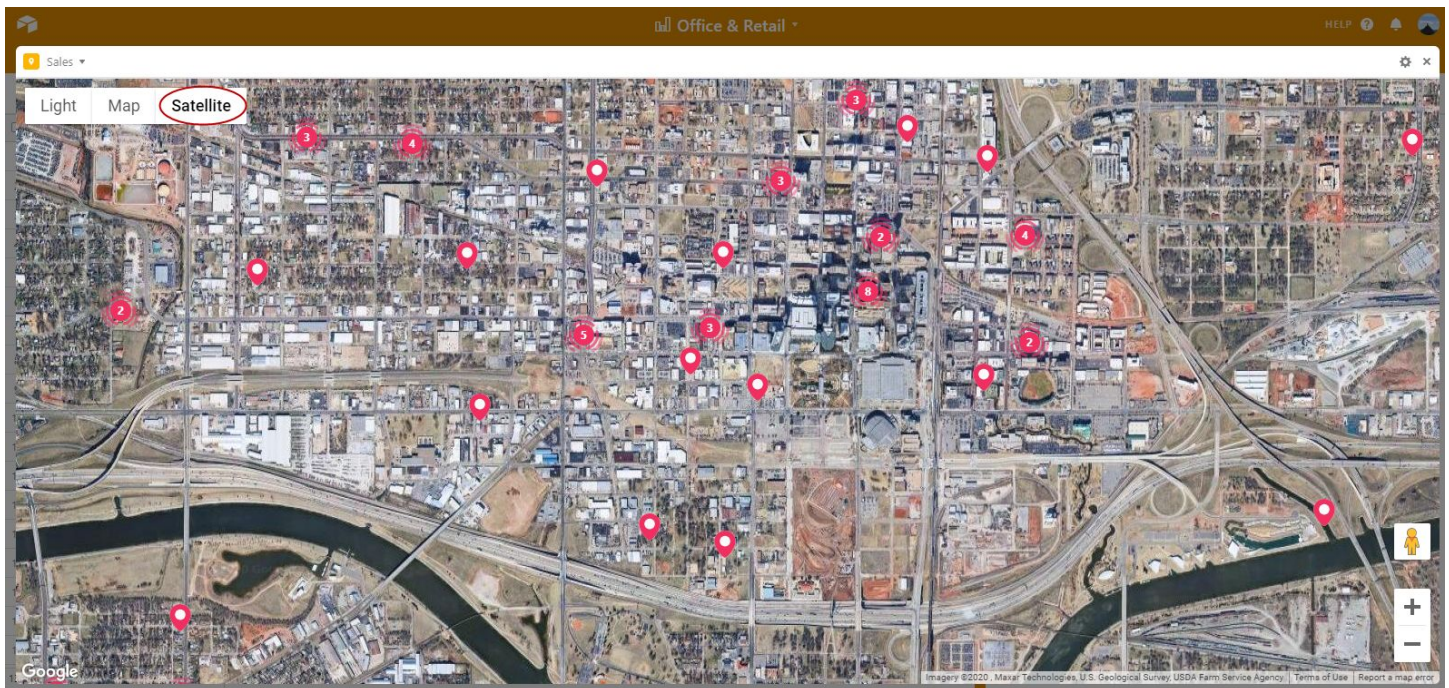 Office & Retail
HELP
Sales
Light Map Satellite
3
3
4
3
2
4
8
2
5
3
2
Google
Imagery ©2020 , Maxar Technologies, U.S. Geological Survey, USDA Farm Service Agency Terms of Use Report a map error